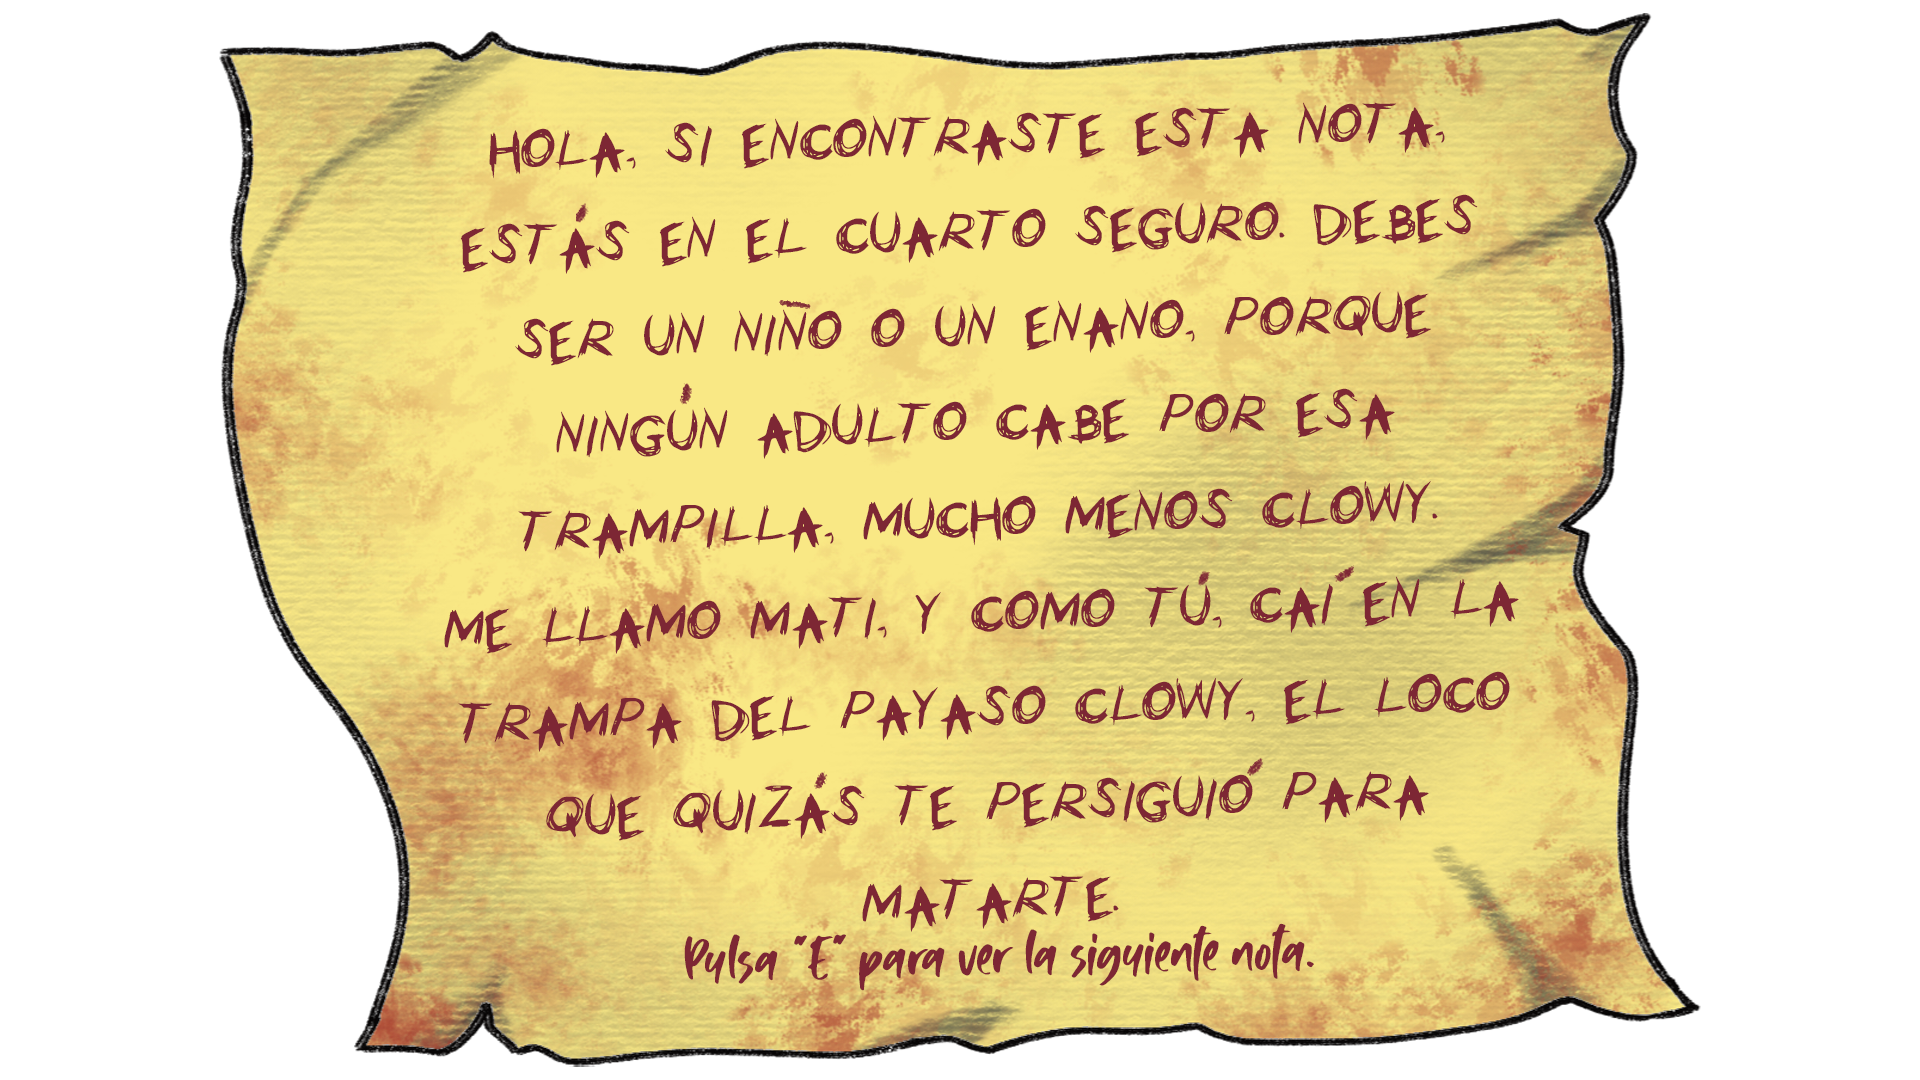 HOLA, SI ENCONTRASTE ESTA NOTA,
ESTÁS EN EL CUARTO SEGURO. DEBES
SER UN NIÑO O UN ENANO, PORQUE
NINGÚN ADULTO CABE POR ESA
TRAMPILLA, MUCHO MENOS CLOWY.
ME LLAMO MATI, Y COMO TÚ, CAÍ EN LA
TRAMPA DEL PAYASO CLOWY, EL LOCO
QUE QUIZÁS TE PERSIGUIÓ PARA
MATARTE.
Pulsa "E" para ver la siguiente nota.